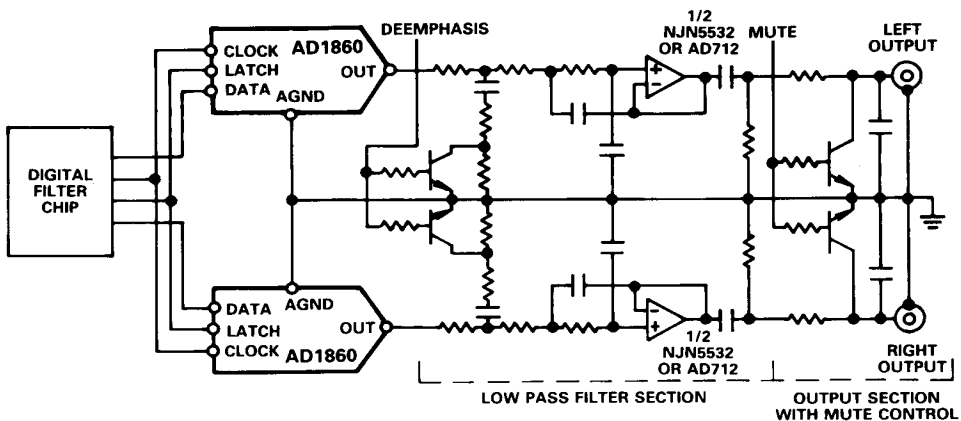 DEEMPHASIS
1/2
NJN5532
OR AD712
MUTE
LEFT
OUTPUT
CLOCK
AD1860
LATCH
OUT
DATA
AGND
DIGITAL
FILTER
CHIP
DATA
AGND
LATCH
OUT
CLOCK
AD1860
1/2
NJN5532
OR AD712
RIGHT
OUTPUT
LOW PASS FILTER SECTION
OUTPUT SECTION
WITH MUTE CONTROL